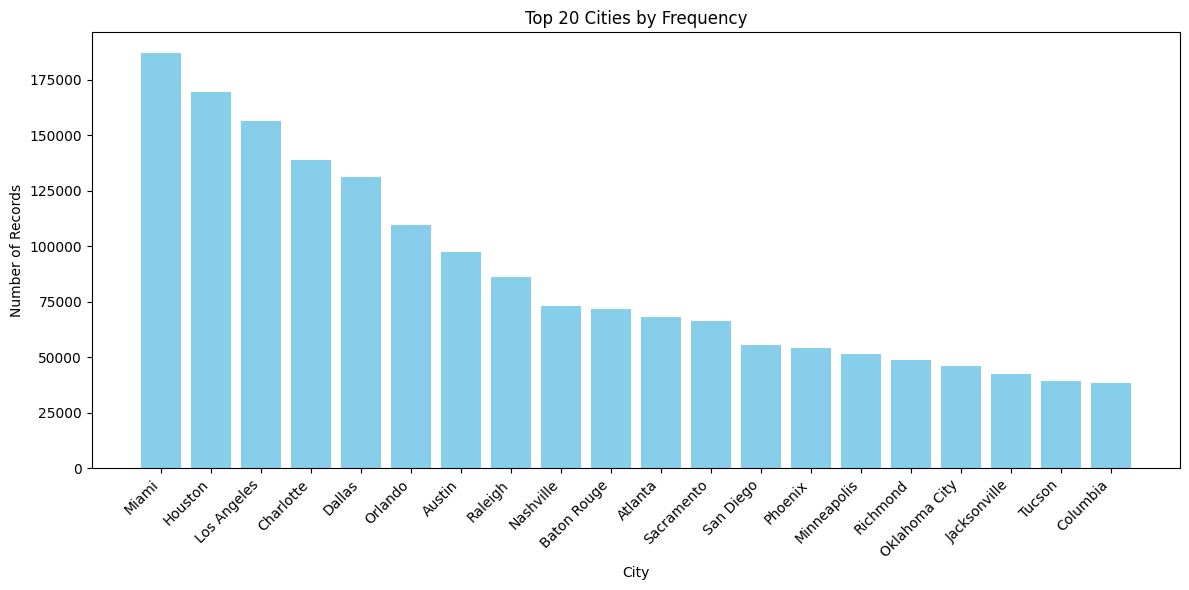 Top 20 Cities by Frequency
Number of Records
175000
150000
125000
100000
75000
50000
25000
0
Miami
Houston
Los Angeles
Charlotte
Dallas
Orlando
Austin
Raleigh
Nashville
Baton Rouge
Atlanta
Sacramento
San Diego
Phoenix
Minneapolis
Richmond
Oklahoma City
Jacksonville
Tucson
Columbia
City